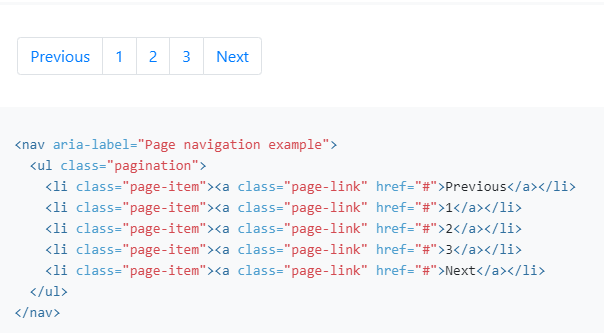 Previous 1 2 3 Next
<nav aria-label="Page navigation example">
  <ul class="pagination">
    <li class="page-item"><a class="page-link" href="#">Previous</a></li>
    <li class="page-item"><a class="page-link" href="#">1</a></li>
    <li class="page-item"><a class="page-link" href="#">2</a></li>
    <li class="page-item"><a class="page-link" href="#">3</a></li>
    <li class="page-item"><a class="page-link" href="#">Next</a></li>
  </ul>
</nav>